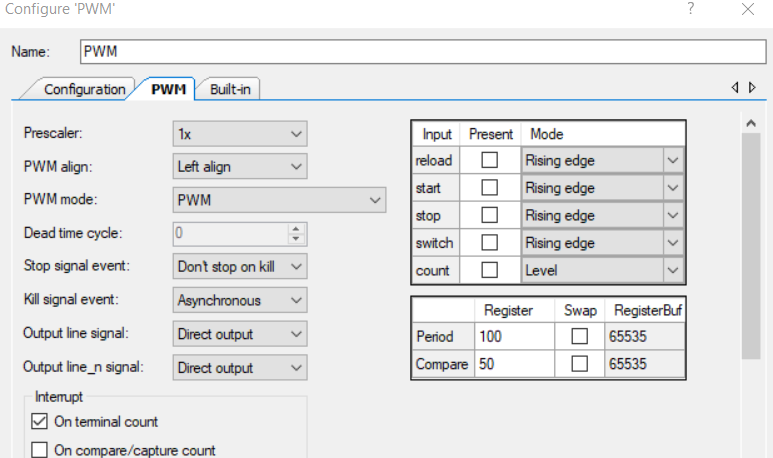 Configure 'PWM'
?
Name: PWM
Configuration PWM Built-in
Prescaler: 1x
PWM align: Left align
PWM mode: PWM
Dead time cycle: 0
Stop signal event: Don't stop on kill
Kill signal event: Asynchronous
Output line signal: Direct output
Output line_n signal: Direct output
Interrupt
On terminal count
On compare/capture count
Input Present Mode
reload Rising edge
start Rising edge
stop Rising edge
switch Rising edge
count Level
Register Swap RegisterBuf
Period 100 65535
Compare 50 65535